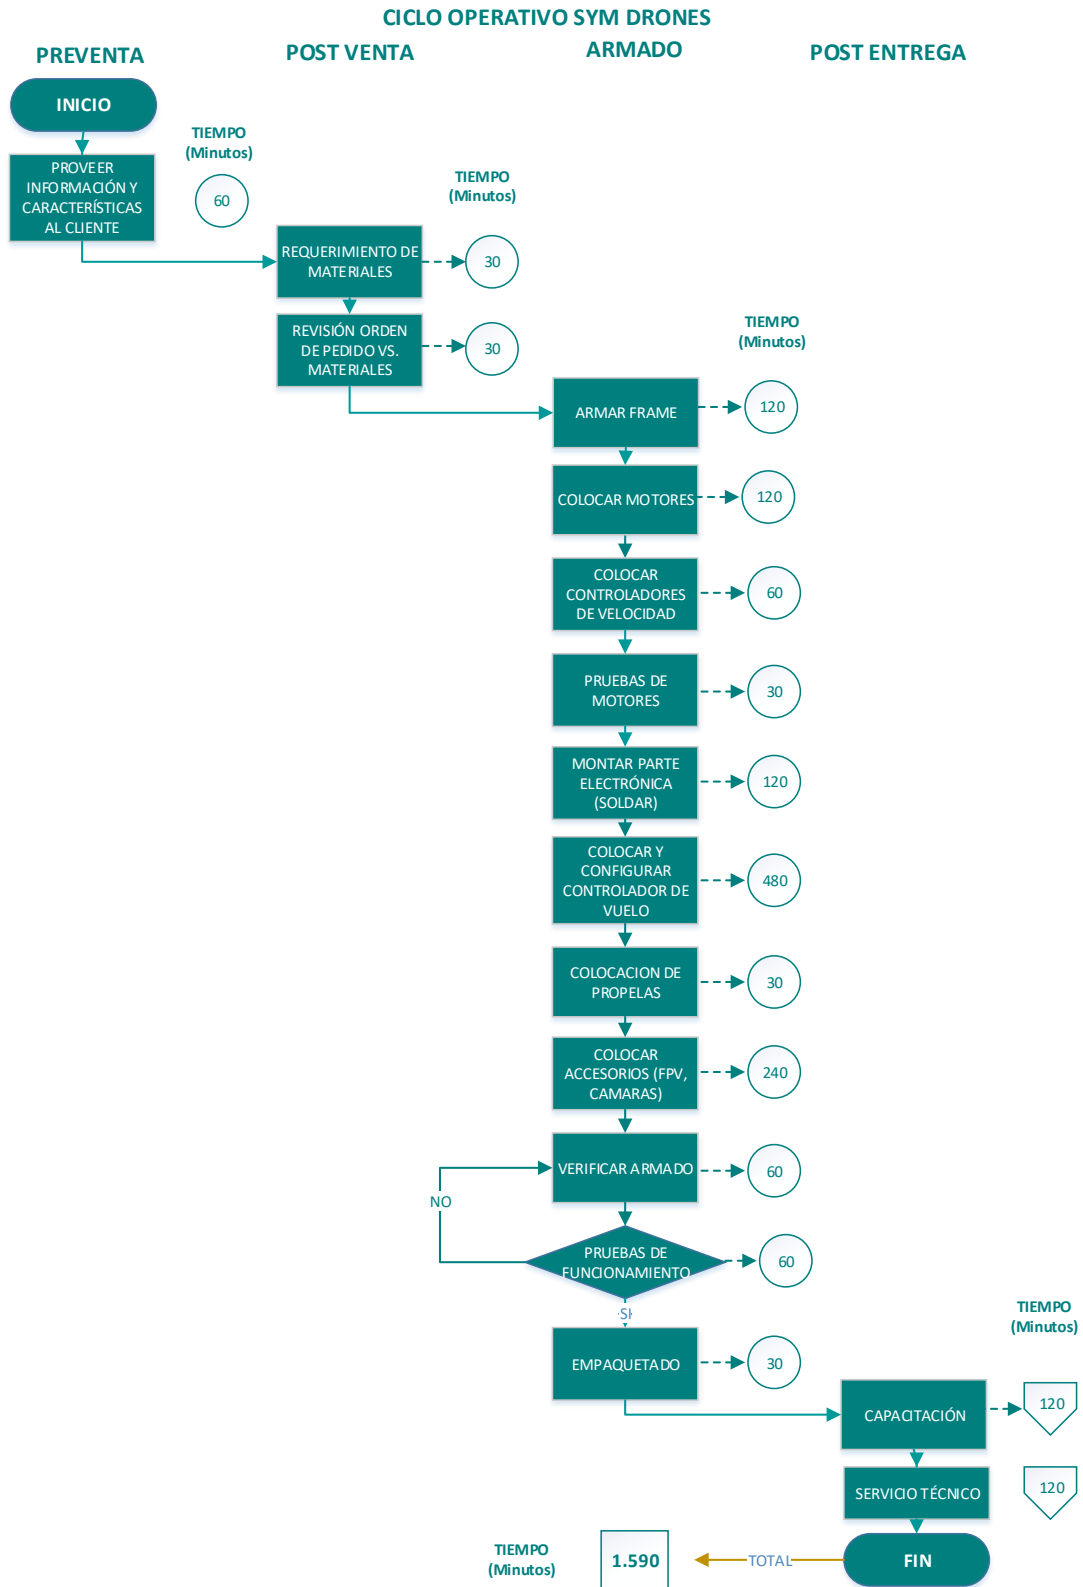 CICLO OPERATIVO SYM DRONES
PREVENTA
POST VENTA
ARMADO
POST ENTREGA
INICIO
TIEMPO
(Minutos)
PROVEER
INFORMACIÓN Y
CARACTERÍSTICAS
AL CLIENTE
60
TIEMPO
(Minutos)
REQUERIMIENTO DE
MATERIALES
30
REVISIÓN ORDEN
DE PEDIDO VS.
MATERIALES
30
TIEMPO
(Minutos)
ARMAR FRAME
120
COLOCAR MOTORES
120
COLOCAR
CONTROLADORES
DE VELOCIDAD
60
PRUEBAS DE
MOTORES
30
MONTAR PARTE
ELECTRÓNICA
(SOLDAR)
120
COLOCAR Y
CONFIGURAR
CONTROLADOR DE
VUELO
480
COLOCACION DE
PROPELAS
30
COLOCAR
ACCESORIOS (FPV,
CAMARAS)
240
VERIFICAR ARMADO
60
NO
PRUEBAS DE
FUNCIONAMIENTO
60
SI
EMPAQUETADO
30
TIEMPO
(Minutos)
CAPACITACIÓN
120
SERVICIO TÉCNICO
120
TIEMPO
(Minutos)
1.590
TOTAL
FIN